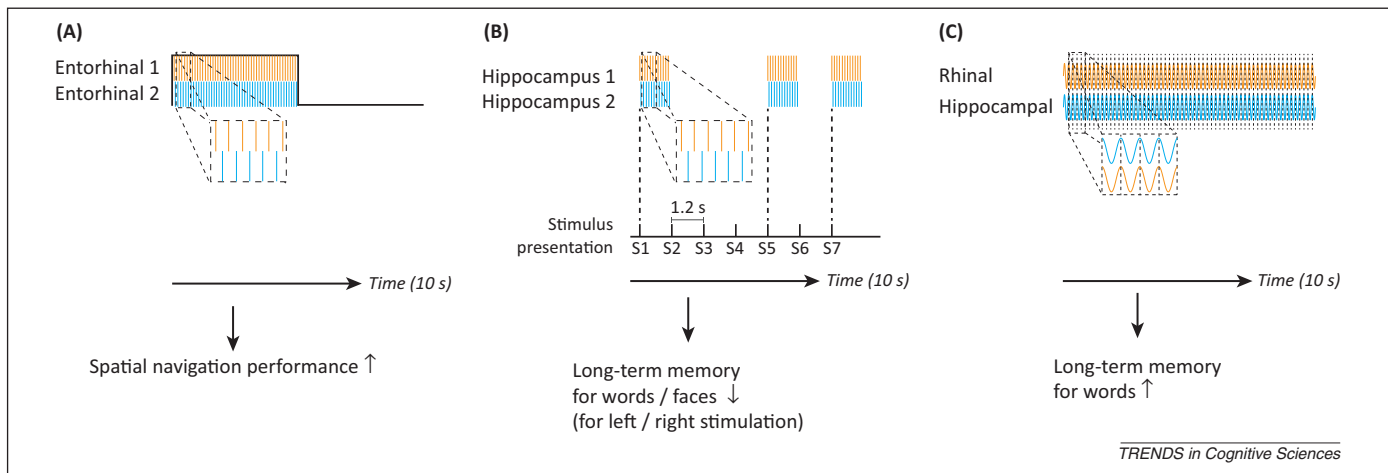 (A)
Entorhinal 1
Entorhinal 2
Time (10 s)
Spatial navigation performance ↑
(B)
Hippocampus 1
Hippocampus 2
1.2 s
Stimulus
presentation
S1 S2 S3 S4 S5 S6 S7
Time (10 s)
Long-term memory
for words / faces ↓
(for left / right stimulation)
(C)
Rhinal
Hippocampal
Time (10 s)
Long-term memory
for words ↑
TRENDS in Cognitive Sciences